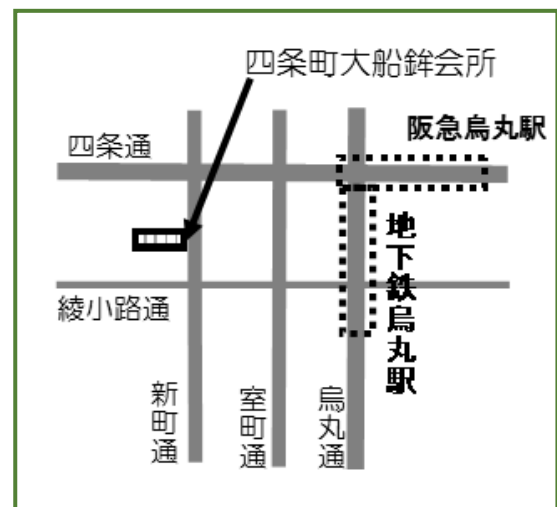 四条町大船鉾会所
阪急烏丸駅
四条通
地下鉄烏丸駅
綾小路通
新町通
室町通
烏丸通